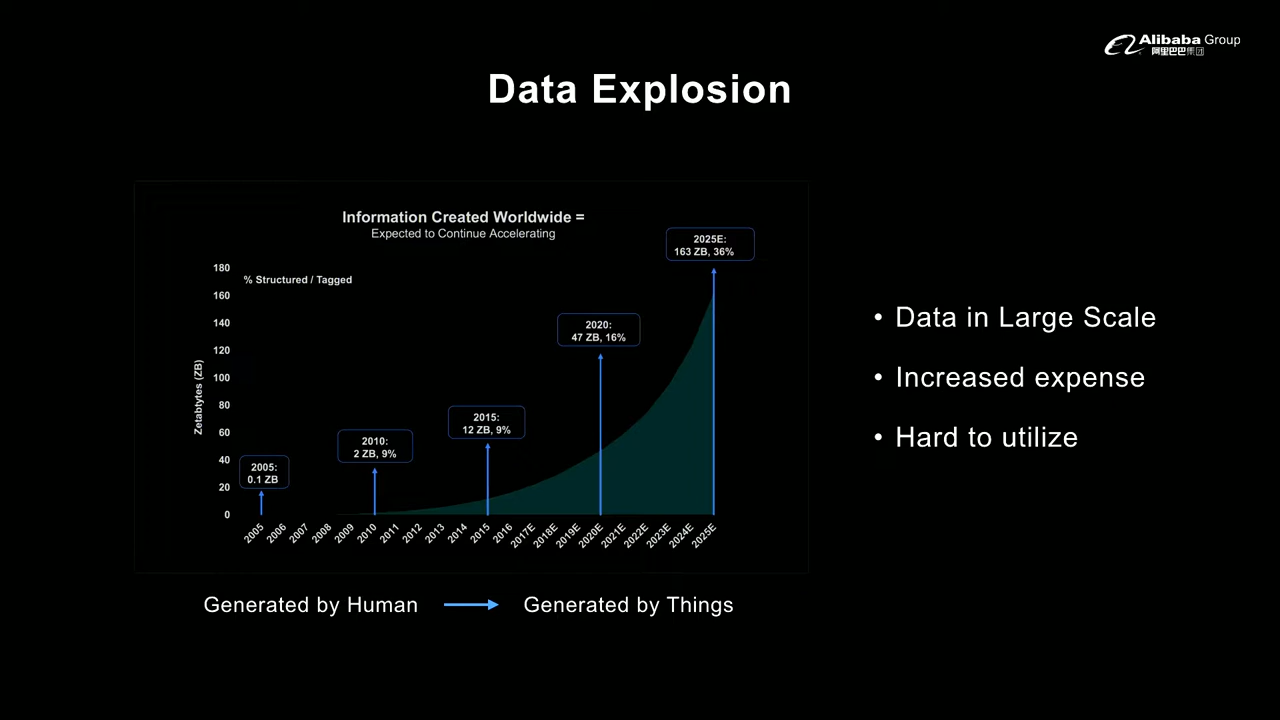 Alibaba Group
阿里巴巴集团
Data Explosion
Information Created Worldwide =
Expected to Continue Accelerating
2025E:
163 ZB, 36%
% Structured / Tagged
2020:
47 ZB, 16%
2015:
12 ZB, 9%
2010:
2 ZB, 9%
2005:
0.1 ZB
Zetabtytes (ZB)
180
160
140
120
100
80
60
40
20
0
2005
2006
2007
2008
2009
2010
2011
2012
2013
2014
2015
2016
2017E
2018E
2019E
2020E
2021E
2022E
2023E
2024E
2025E
• Data in Large Scale
• Increased expense
• Hard to utilize
Generated by Human
Generated by Things